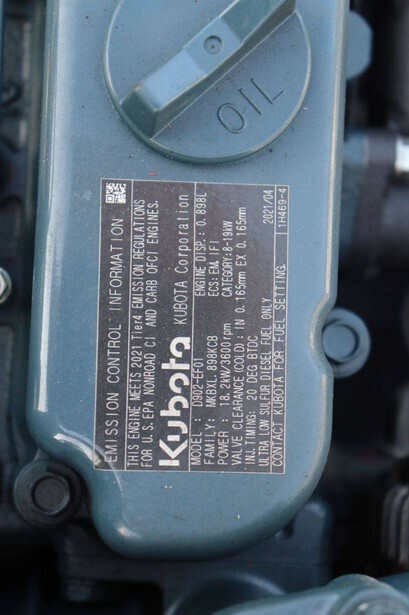 OIL
EMISSION CONTROL INFORMATION
THIS ENGINE MEETS 2021 Tier4 EMISSION REGULATIONS
FOR U.S. EPA NONROAD CI AND CARB OFCI ENGINES.
Kubota KUBOTA Corporation
MODEL: D902-EF01 ENGINE DISP.: 0.898L
FAMILY: MKBXL.898KCB ECS:EM, IFI
POWER: 18.2kW/3600rpm CATEGORY:8-19kW
VALVE CLEARANCE(COLD): IN 0.165mm EX 0.165mm
INJ. TIMING: 20 DEG BTDC
ULTRA LOW SULFUR DIESEL FUEL ONLY 2021/04
CONTACT KUBOTA FOR FUEL SETTING. 1H469-4